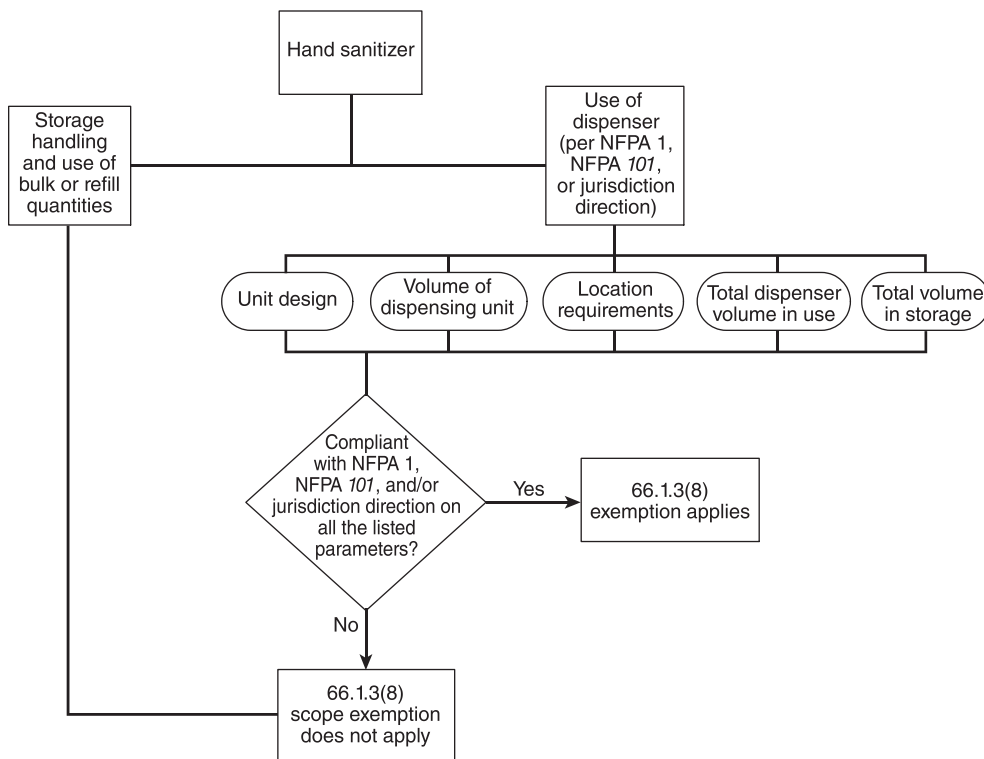 Hand sanitizer
Storage
handling
and use of
bulk or refill
quantities
Use of
dispenser
(per NFPA 1,
NFPA 101,
or jurisdiction
direction)
Unit design
Volume of
dispensing unit
Location
requirements
Total dispenser
volume in use
Total volume
in storage
Compliant
with NFPA 1,
NFPA 101, and/or
jurisdiction direction on
all the listed
parameters?
Yes
66.1.3(8)
exemption applies
No
66.1.3(8)
scope exemption
does not apply